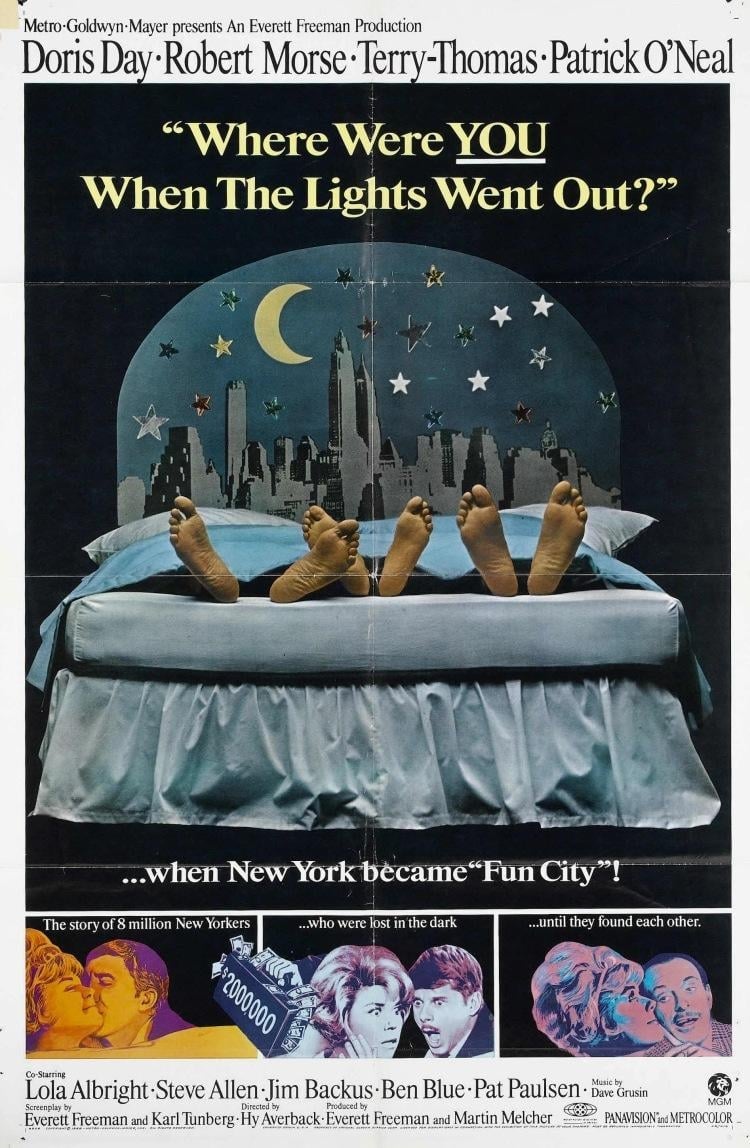 Metro-Goldwyn-Mayer presents An Everett Freeman Production
Doris Day·Robert Morse·Terry-Thomas·Patrick O'Neal
“Where Were YOU
When The Lights Went Out?”
...when New York became “Fun City”!
The story of 8 million New Yorkers
...who were lost in the dark
...until they found each other.
$2000000
Co-Starring
Lola Albright·Steve Allen·Jim Backus·Ben Blue·Pat Paulsen·
Music by
Dave Grusin
Screenplay by
Everett Freeman and Karl Tunberg·
Directed by
Hy Averback·
Produced by
Everett Freeman and Martin Melcher
PANAVISION® and METROCOLOR
MGM